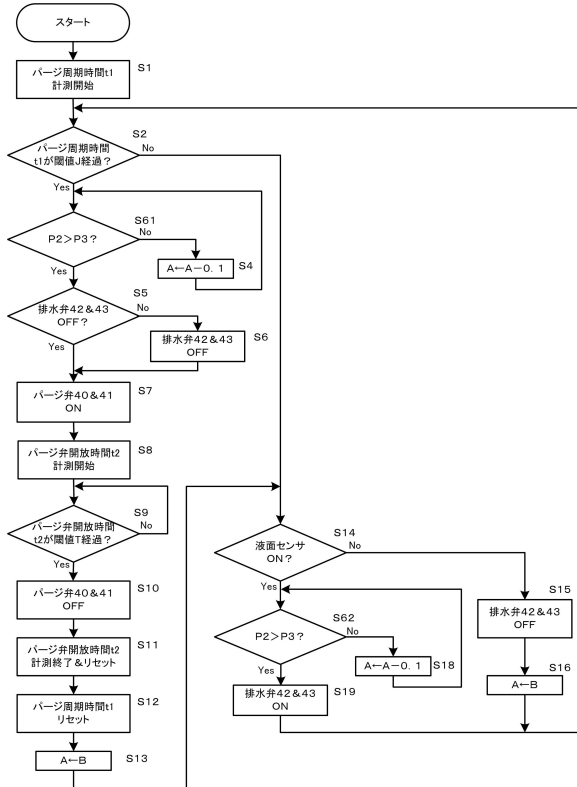 スタート
パージ周期時間t1
計測開始
S1
パージ周期時間
t1が閾値J経過？
S2
No
Yes
P2＞P3？
S61
No
Yes
A←A－0．1
S4
排水弁42＆43
OFF？
S5
No
Yes
排水弁42＆43
OFF
S6
パージ弁40＆41
ON
S7
パージ弁開放時間t2
計測開始
S8
パージ弁開放時間
t2が閾値T経過？
S9
No
Yes
パージ弁40＆41
OFF
S10
パージ弁開放時間t2
計測終了＆リセット
S11
パージ周期時間t1
リセット
S12
A←B
S13
液面センサ
ON？
S14
No
Yes
排水弁42＆43
OFF
S15
A←B
S16
P2＞P3？
S62
No
Yes
A←A－0．1
S18
排水弁42＆43
ON
S19